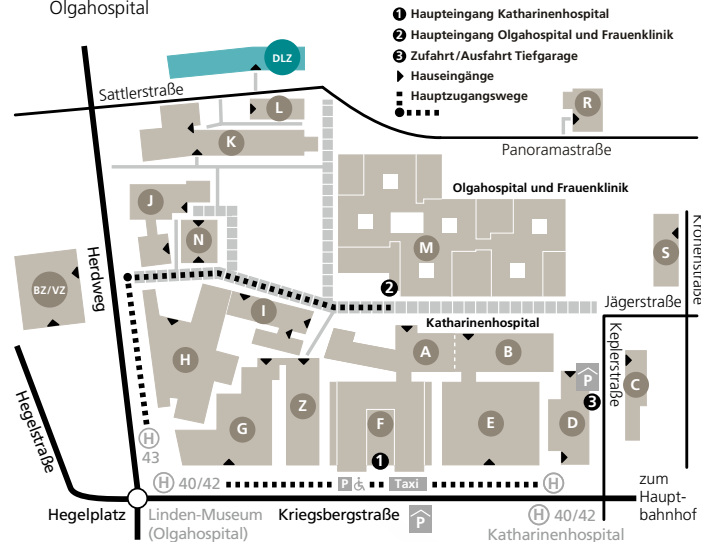 Olgahospital
1 Haupteingang Katharinenhospital
2 Haupteingang Olgahospital und Frauenklinik
3 Zufahrt/Ausfahrt Tiefgarage
Hauseingänge
Hauptzugangswege
DLZ
Sattlerstraße
L
R
K
Panoramastraße
Olgahospital und Frauenklinik
J
N
M
S
Kronenstraße
Herdweg
BZ/VZ
2
Jägerstraße
I
Katharinenhospital
H
A
B
Keplerstraße
P
C
3
Hegelstraße
Z
G
F
E
D
H
43
1
H 40/42
P
Taxi
H
zum
Haupt-
bahnhof
Hegelplatz
Linden-Museum
(Olgahospital)
Kriegsbergstraße
P
H 40/42
Katharinenhospital